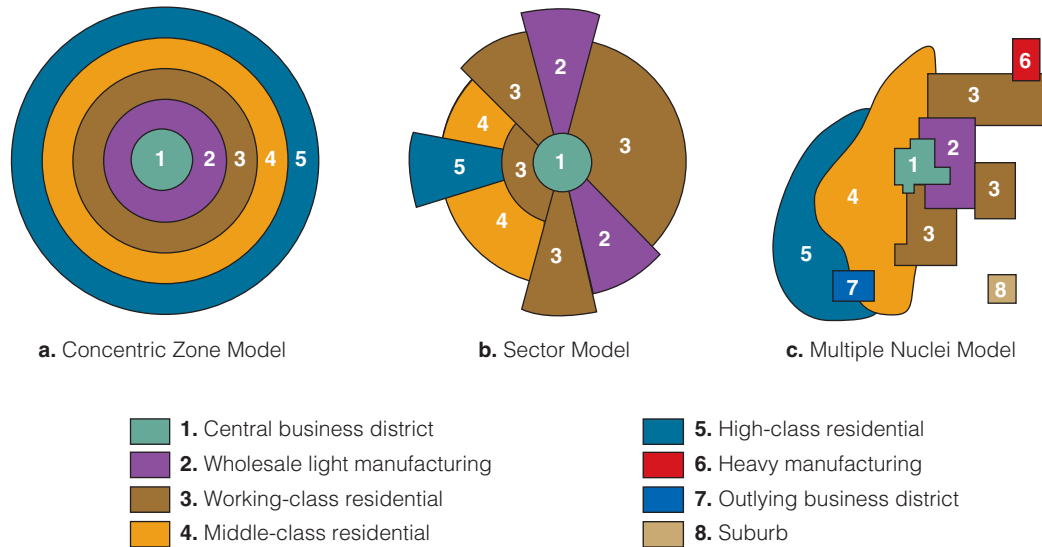 1 2 3 4 5
2
3
4
3
5
3
1
4
2
3
6
3
2
1
3
4
3
5
7
8
a. Concentric Zone Model
b. Sector Model
c. Multiple Nuclei Model
1. Central business district
2. Wholesale light manufacturing
3. Working-class residential
4. Middle-class residential
5. High-class residential
6. Heavy manufacturing
7. Outlying business district
8. Suburb